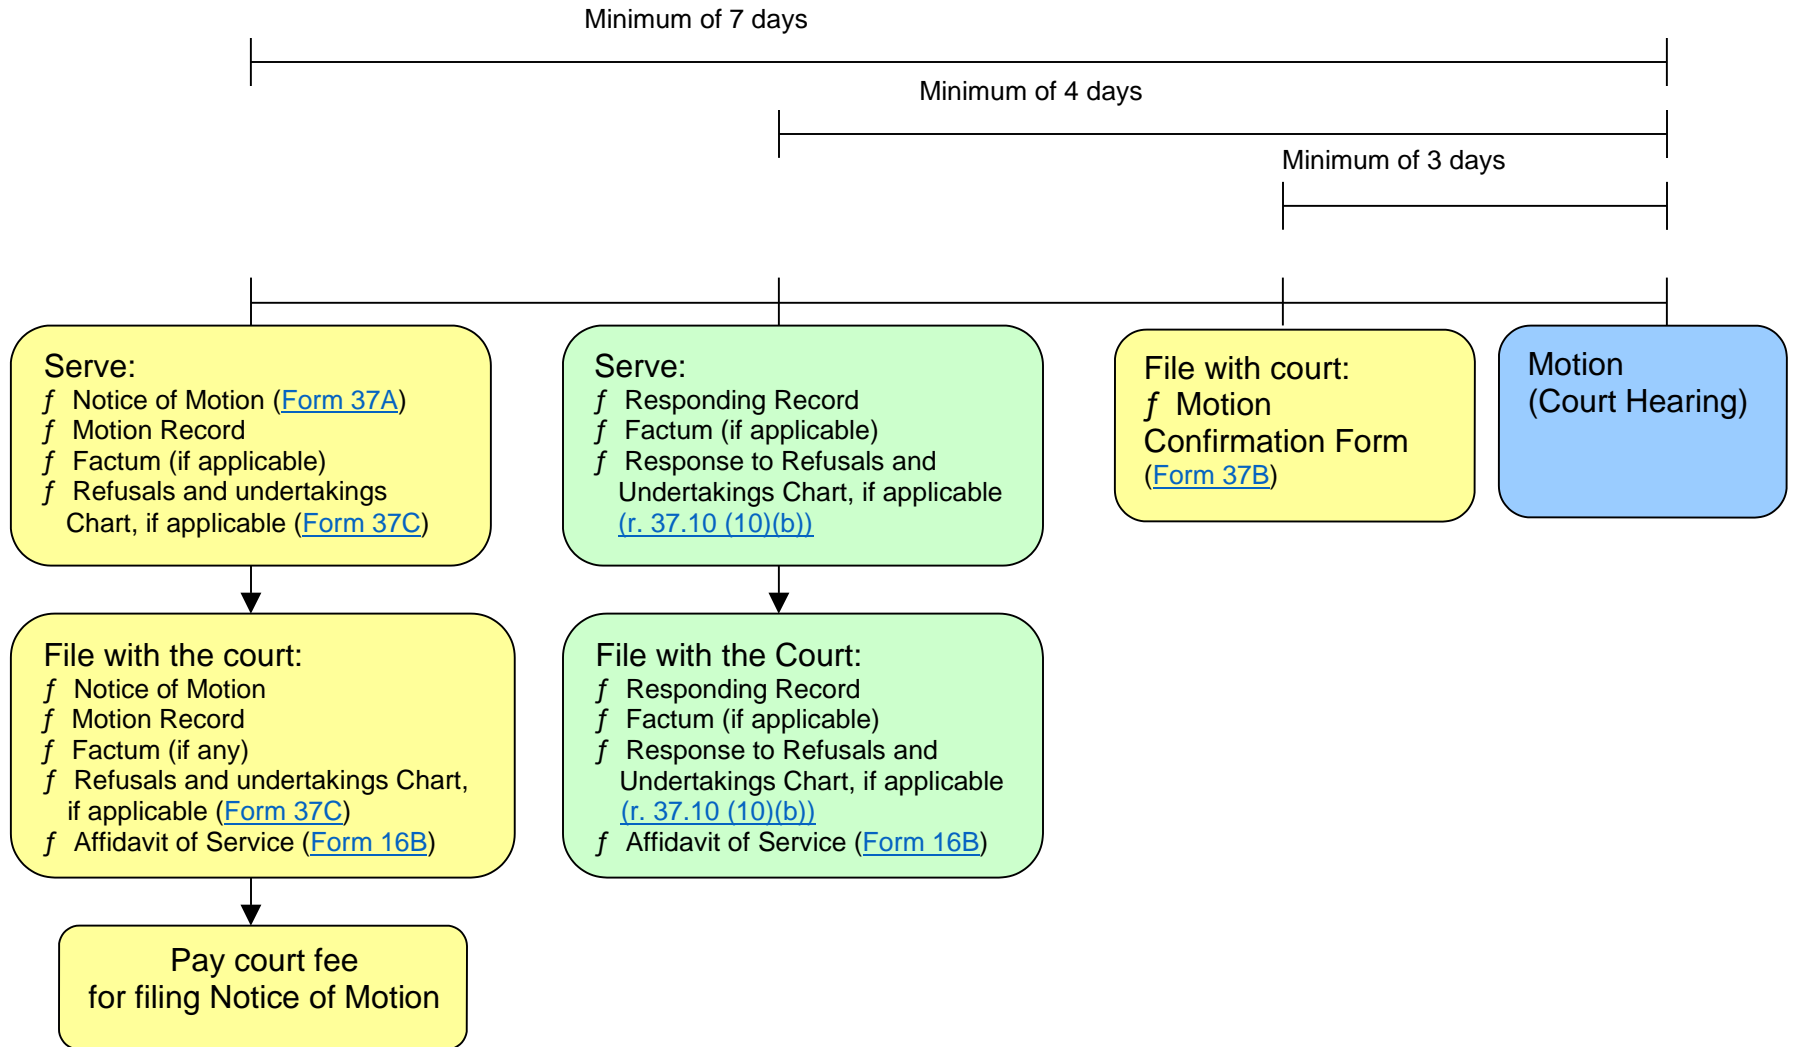 Minimum of 7 days
Minimum of 4 days
Minimum of 3 days
Serve:
ƒ Notice of Motion (Form 37A)
ƒ Motion Record
ƒ Factum (if applicable)
ƒ Refusals and undertakings
Chart, if applicable (Form 37C)
Serve:
ƒ Responding Record
ƒ Factum (if applicable)
ƒ Response to Refusals and
Undertakings Chart, if applicable
(r. 37.10 (10)(b))
File with court:
ƒ Motion
Confirmation Form
(Form 37B)
Motion
(Court Hearing)
File with the court:
ƒ Notice of Motion
ƒ Motion Record
ƒ Factum (if any)
ƒ Refusals and undertakings Chart,
if applicable (Form 37C)
ƒ Affidavit of Service (Form 16B)
File with the Court:
ƒ Responding Record
ƒ Factum (if applicable)
ƒ Response to Refusals and
Undertakings Chart, if applicable
(r. 37.10 (10)(b))
ƒ Affidavit of Service (Form 16B)
Pay court fee
for filing Notice of Motion